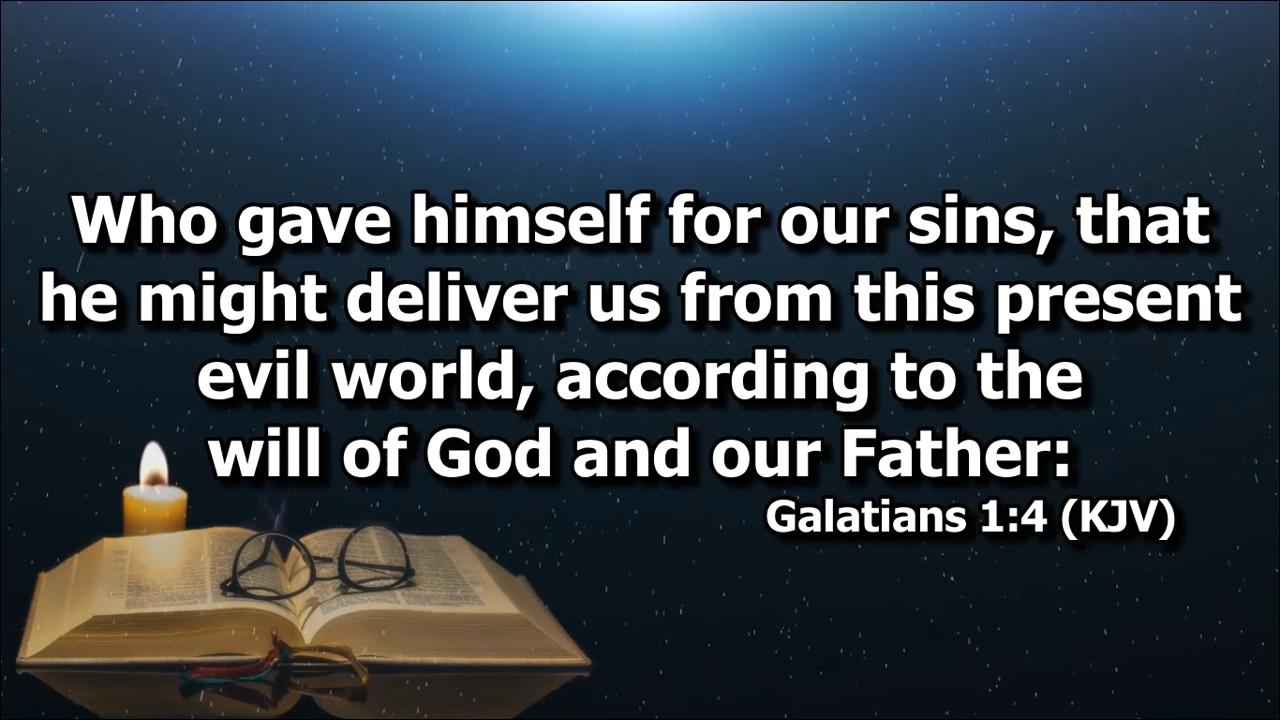 Who gave himself for our sins, that
he might deliver us from this present
evil world, according to the
will of God and our Father:
Galatians 1:4 (KJV)